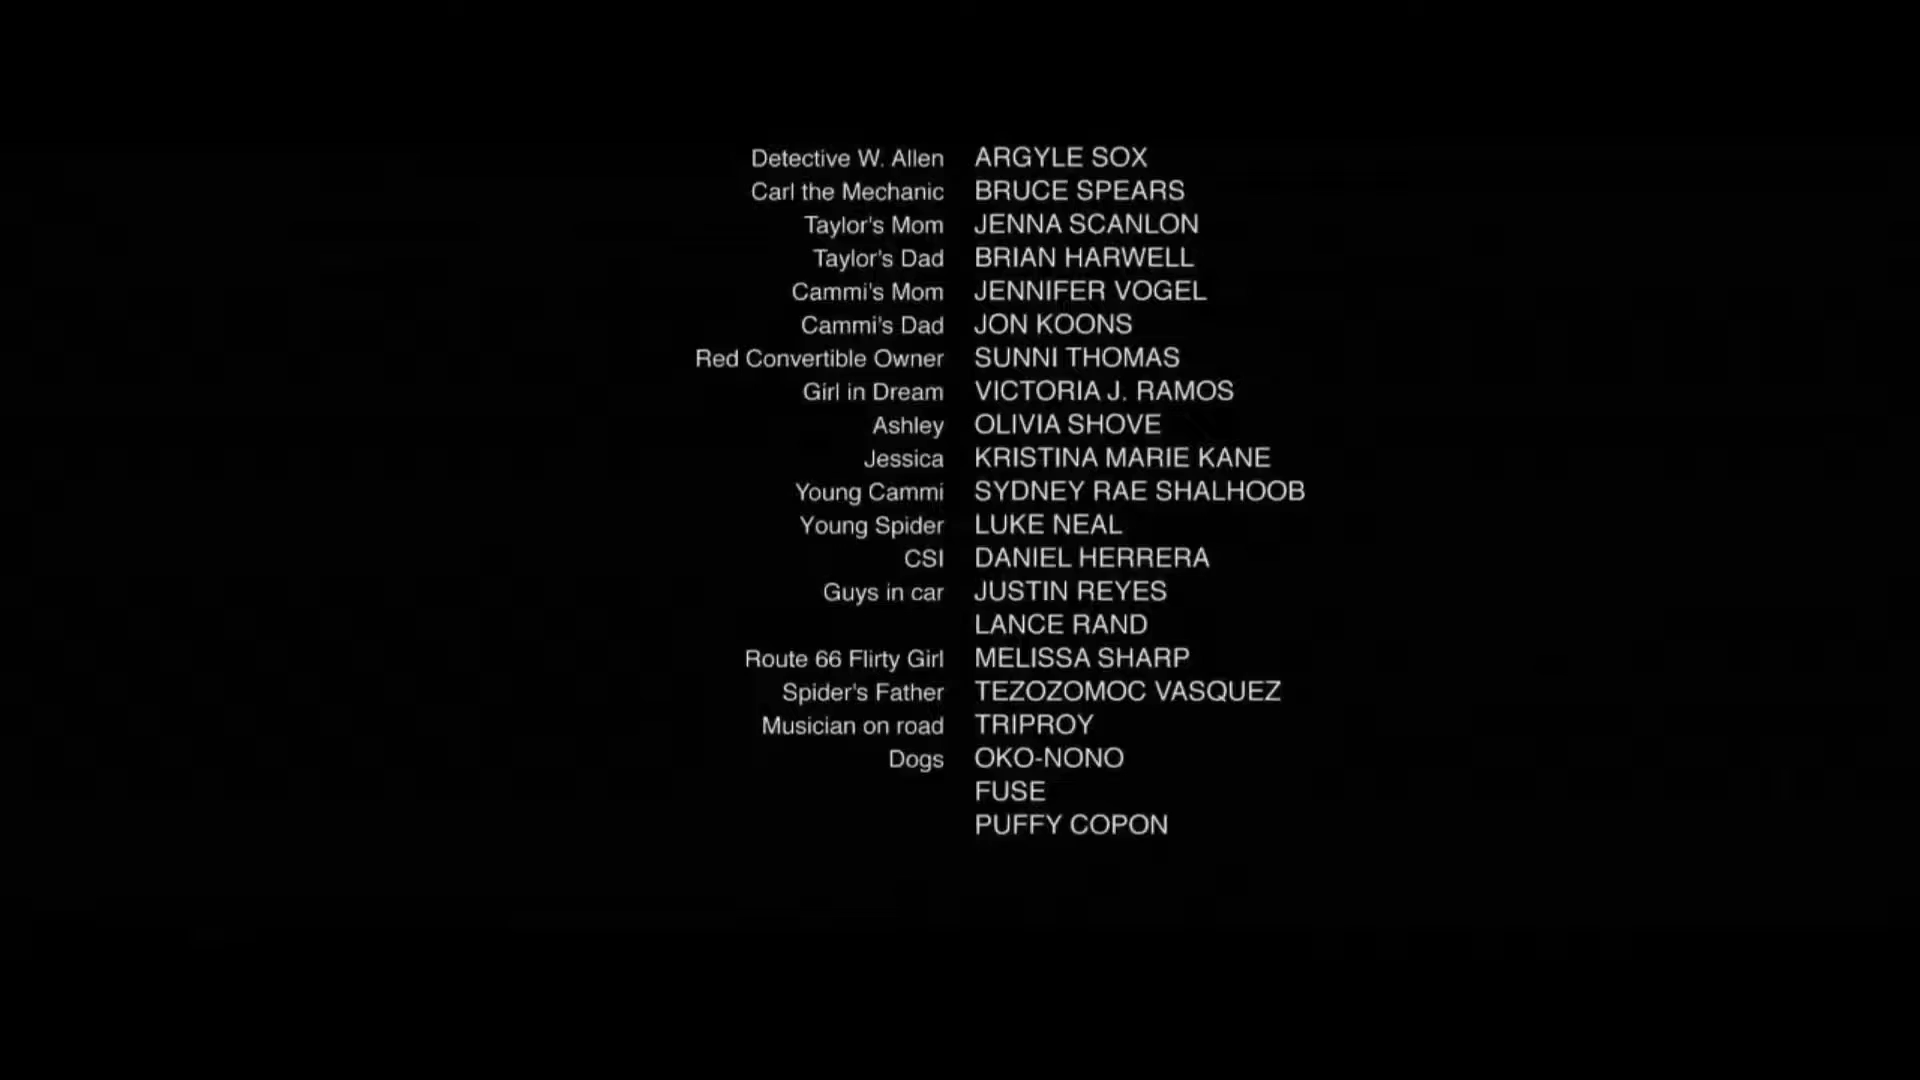 Detective W. Allen ARGYLE SOX
Carl the Mechanic BRUCE SPEARS
Taylor's Mom JENNA SCANLON
Taylor's Dad BRIAN HARWELL
Cammi's Mom JENNIFER VOGEL
Cammi's Dad JON KOONS
Red Convertible Owner SUNNI THOMAS
Girl in Dream VICTORIA J. RAMOS
Ashley OLIVIA SHOVE
Jessica KRISTINA MARIE KANE
Young Cammi SYDNEY RAE SHALHOOB
Young Spider LUKE NEAL
CSI DANIEL HERRERA
Guys in car JUSTIN REYES
LANCE RAND
Route 66 Flirty Girl MELISSA SHARP
Spider's Father TEZOZOMOC VASQUEZ
Musician on road TRIPROY
Dogs OKO-NONO
FUSE
PUFFY COPON